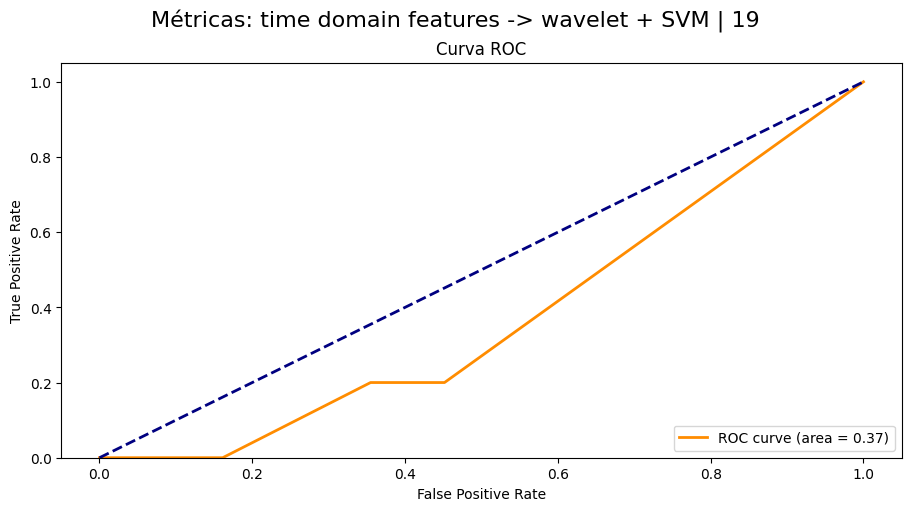 Métricas: time domain features -> wavelet + SVM | 19
Curva ROC
1.0
0.8
0.6
0.4
0.2
0.0
True Positive Rate
ROC curve (area = 0.37)
0.0 0.2 0.4 0.6 0.8 1.0
False Positive Rate